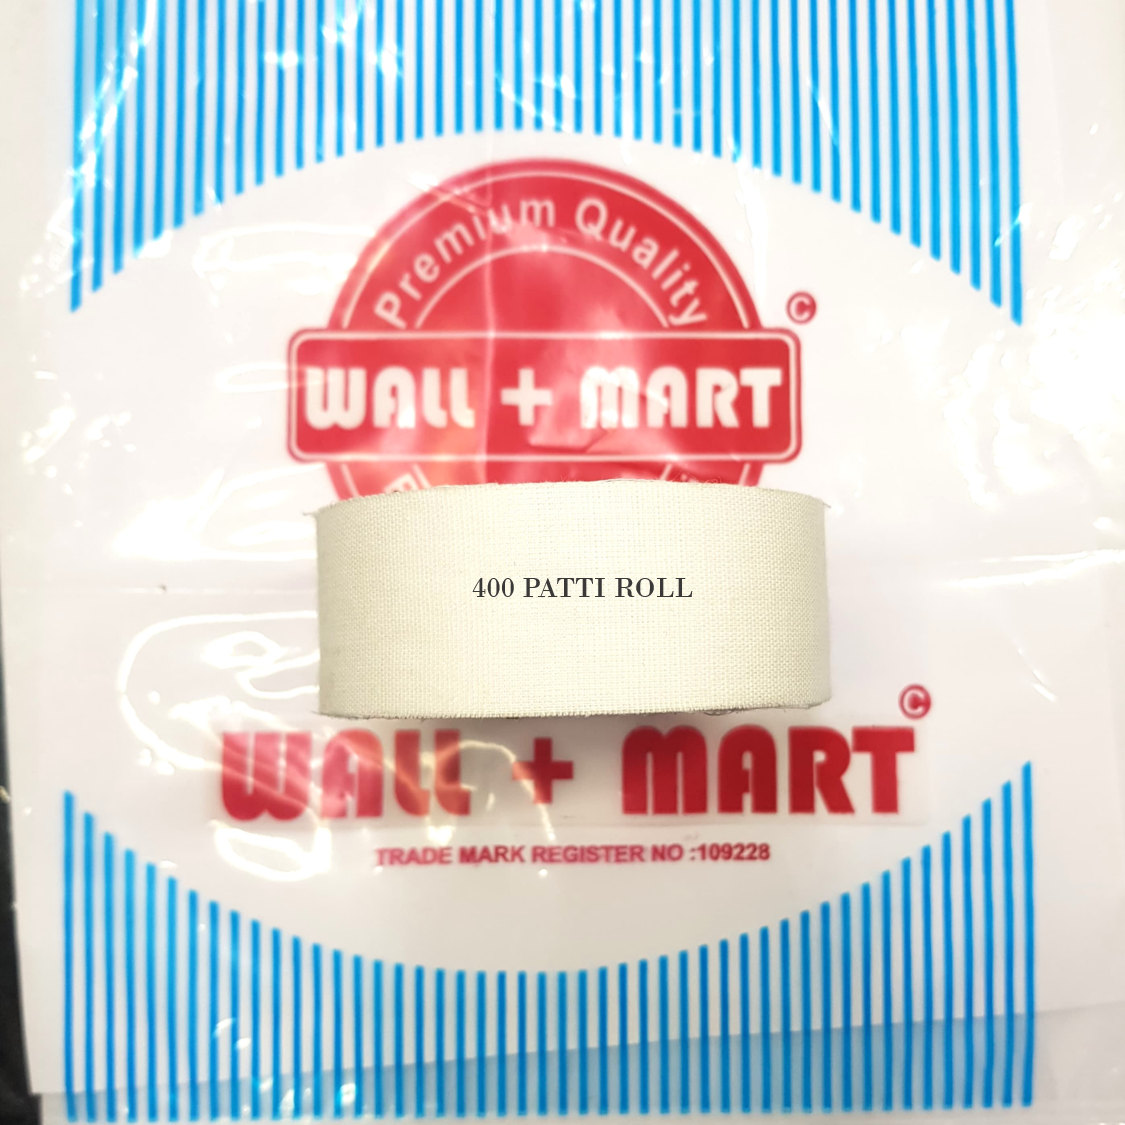 Premium Quality
©
WALL + MART
400 PATTI ROLL
©
WALL + MART
TRADE MARK REGISTER NO :109228